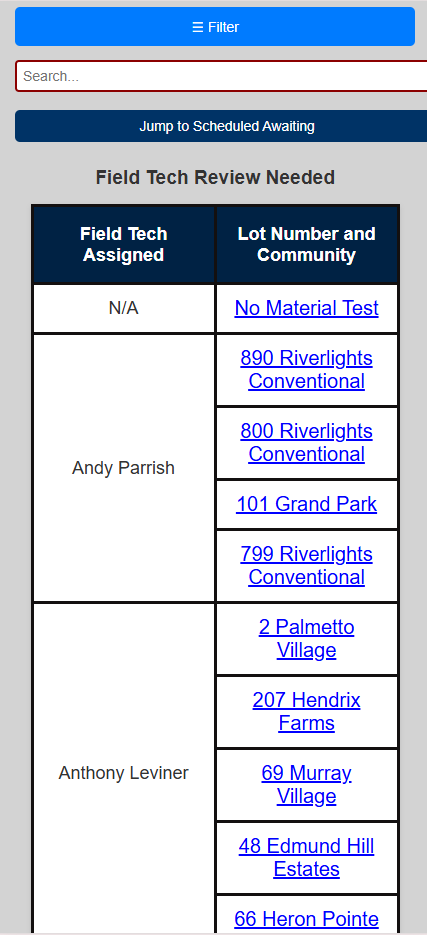 ☰ Filter
Search...
Jump to Scheduled Awaiting
Field Tech Review Needed
Field Tech
Assigned
Lot Number and
Community
N/A
No Material Test
Andy Parrish
890 Riverlights
Conventional
800 Riverlights
Conventional
101 Grand Park
799 Riverlights
Conventional
Anthony Leviner
2 Palmetto
Village
207 Hendrix
Farms
69 Murray
Village
48 Edmund Hill
Estates
66 Heron Pointe